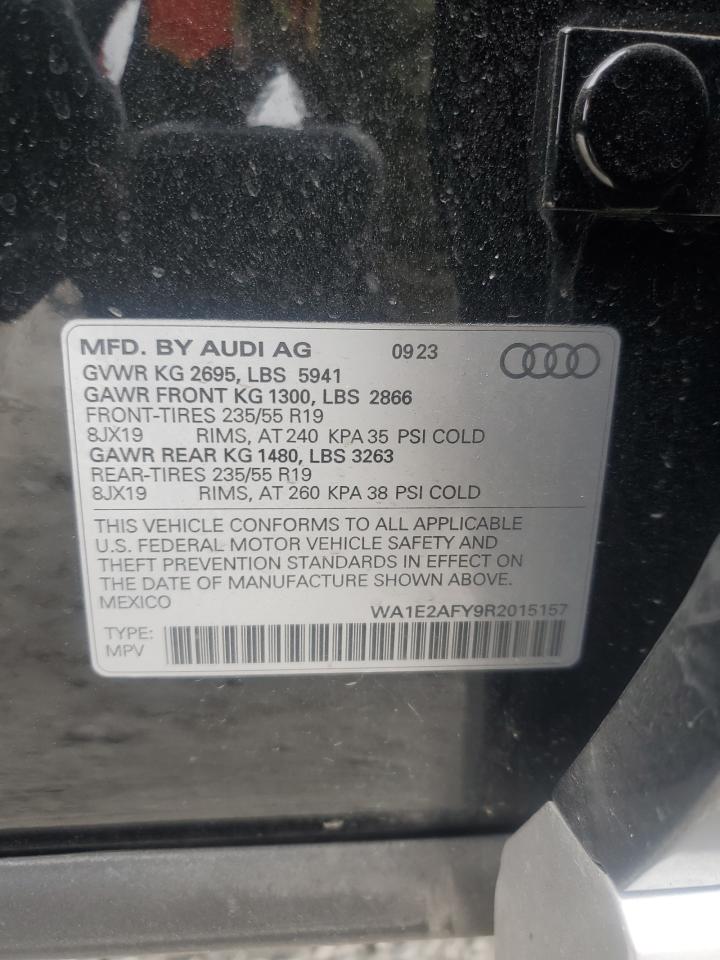 MFD. BY AUDI AG 09 23
GVWR KG 2695, LBS 5941
GAWR FRONT KG 1300, LBS 2866
FRONT-TIRES 235/55 R19
8JX19 RIMS, AT 240 KPA 35 PSI COLD
GAWR REAR KG 1480, LBS 3263
REAR-TIRES 235/55 R19
8JX19 RIMS, AT 260 KPA 38 PSI COLD
THIS VEHICLE CONFORMS TO ALL APPLICABLE
U.S. FEDERAL MOTOR VEHICLE SAFETY AND
THEFT PREVENTION STANDARDS IN EFFECT ON
THE DATE OF MANUFACTURE SHOWN ABOVE.
MEXICO WA1E2AFY9R2015157
TYPE:
MPV